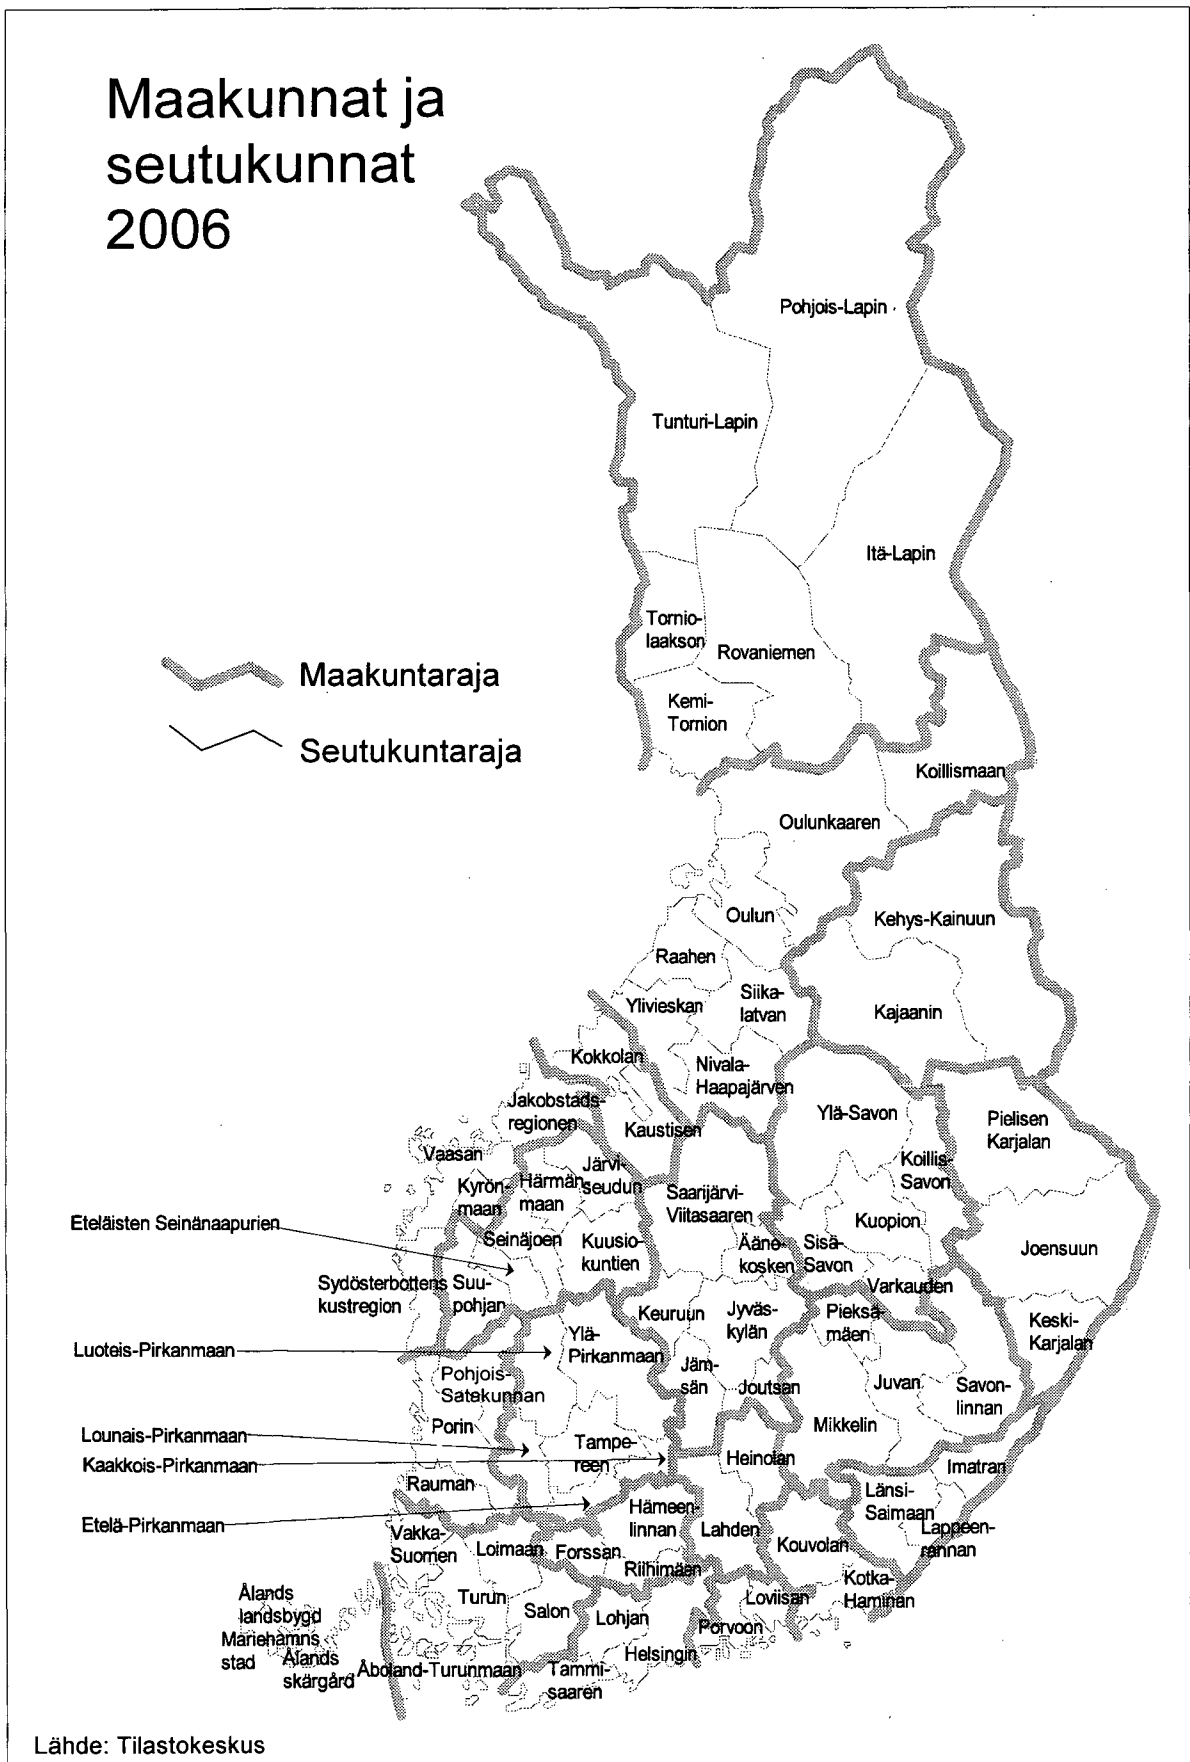 Maakunnat ja
seutukunnat
2006
Pohjois-Lapin
Tunturi-Lapin
Itä-Lapin
Tornio-
laakson
Rovaniemen
Maakuntaraja
Kemi-
Tornion
Seutukuntaraja
Koillismaan
Oulunkaaren
Oulun
Kehys-Kainuun
Raahen
Siika-
latvan
Ylivieskan
Kajaanin
Kokkolan
Nivala-
Haapajärven
Jakobstads-
regionen
Kaustisen
Ylä-Savon
Pielisen
Karjalan
Vaasan
Kyrön-
maan
Härmän-
maan
Järvi-
seudun
Saarijärvi-
Viitasaaren
Koillis-
Savon
Kuopion
Eteläisten Seinänaapurien
Seinäjoen
Kuusio-
kuntien
Ääne-
kosken
Sisä-
Savon
Joensuun
Sydösterbottens
kustregion
Suu-
pohjan
Varkauden
Keuruun
Jyväs-
kylän
Pieksä-
mäen
Keski-
Karjalan
Luoteis-Pirkanmaan
Ylä-
Pirkanmaan
Pohjois-
Satakunnan
Jäm-
sän
Joutsan
Juvan
Savon-
linnan
Porin
Mikkelin
Lounais-Pirkanmaan
Kaakkois-Pirkanmaan
Tampe-
reen
Heinolan
Imatran
Rauman
Länsi-
Saimaan
Etelä-Pirkanmaan
Hämeen-
linnan
Lahden
Vakka-
Suomen
Loimaan
Forssan
Kouvolan
Lappeen-
rannan
Riihimäen
Kotka-
Haminan
Turun
Salon
Lohjan
Loviisan
Porvoon
Ålands
landsbygd
Mariehamns
stad
Ålands
skärgård
Åboland-Turunmaan
Helsingin
Tammi-
saaren
Lähde: Tilastokeskus